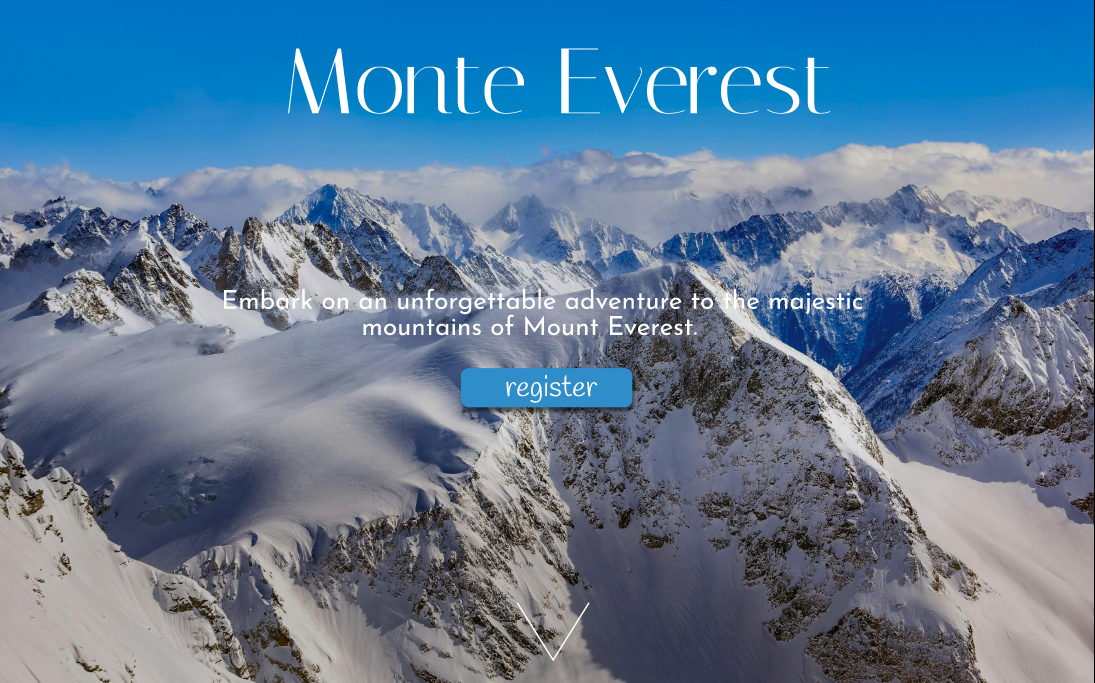 Monte Everest
Embark on an unforgettable adventure to the majestic
mountains of Mount Everest.
register